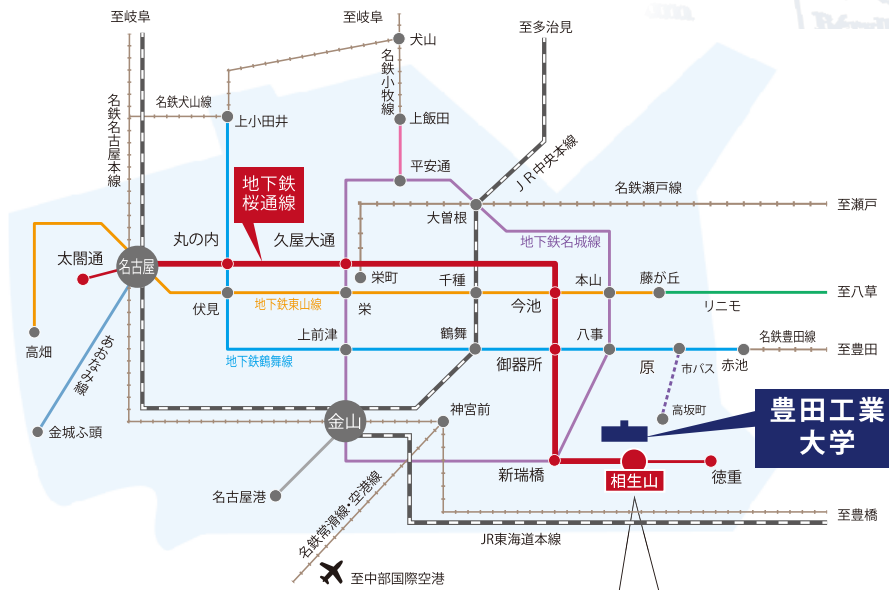 至岐阜
至岐阜
犬山
至多治見
名鉄犬山線
名鉄小牧線
名鉄名古屋本線
上小田井
上飯田
JR中央本線
平安通
地下鉄
桜通線
名鉄瀬戸線
至瀬戸
大曽根
丸の内
久屋大通
地下鉄名城線
太閤通
名古屋
栄町
千種
本山
藤が丘
今池
至八草
伏見
地下鉄東山線
栄
リニモ
上前津
鶴舞
八事
名鉄豊田線
高畑
あおなみ線
地下鉄鶴舞線
御器所
原
市バス
赤池
至豊田
高坂町
豊田工業
大学
金城ふ頭
金山
神宮前
新瑞橋
相生山
徳重
名古屋港
名鉄常滑線・空港線
至豊橋
JR東海道本線
至中部国際空港